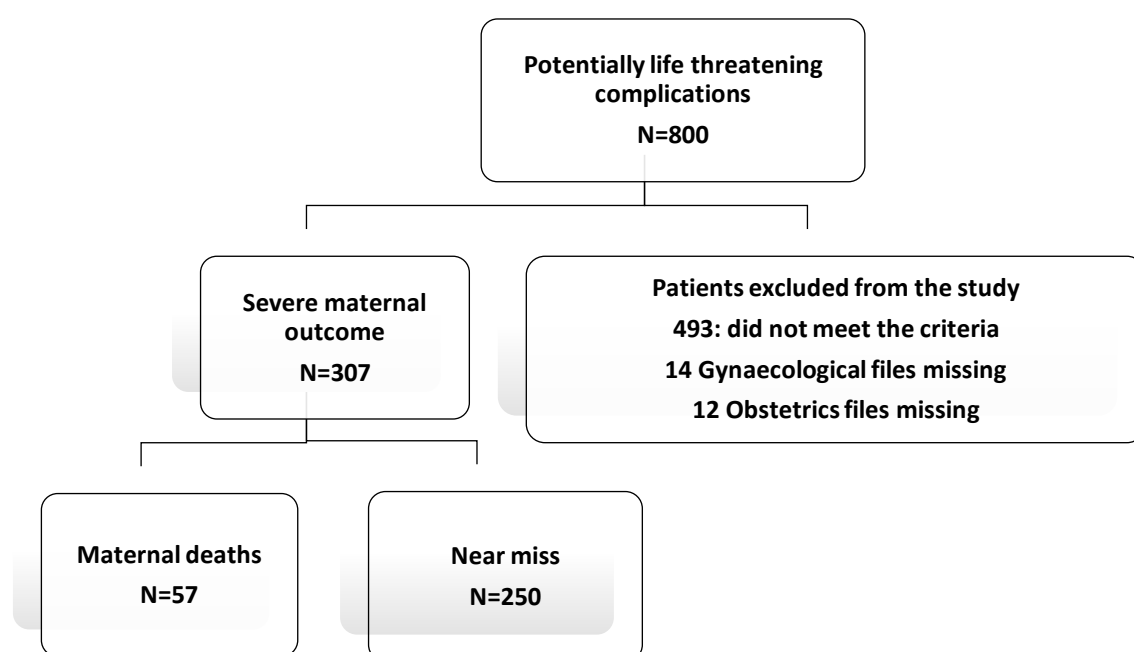 Potentially life threatening
complications
N=800
Severe maternal
outcome
N=307
Patients excluded from the study
493: did not meet the criteria
14 Gynaecological files missing
12 Obstetrics files missing
Maternal deaths
N=57
Near miss
N=250